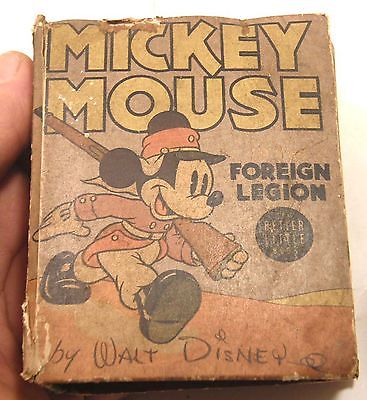 MICKEY
MOUSE
FOREIGN
LEGION
BETTER
LITTLE
by WALT DISNEY